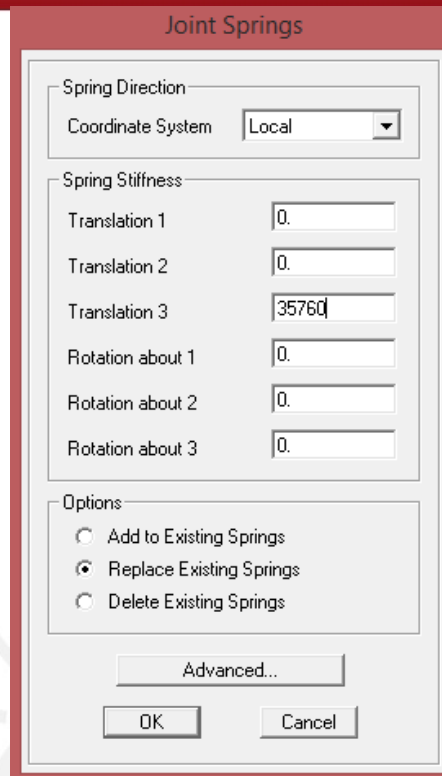 Joint Springs
Spring Direction
Coordinate System Local
Spring Stiffness
Translation 1 0.
Translation 2 0.
Translation 3 35760
Rotation about 1 0.
Rotation about 2 0.
Rotation about 3 0.
Options
Add to Existing Springs
Replace Existing Springs
Delete Existing Springs
Advanced...
OK Cancel